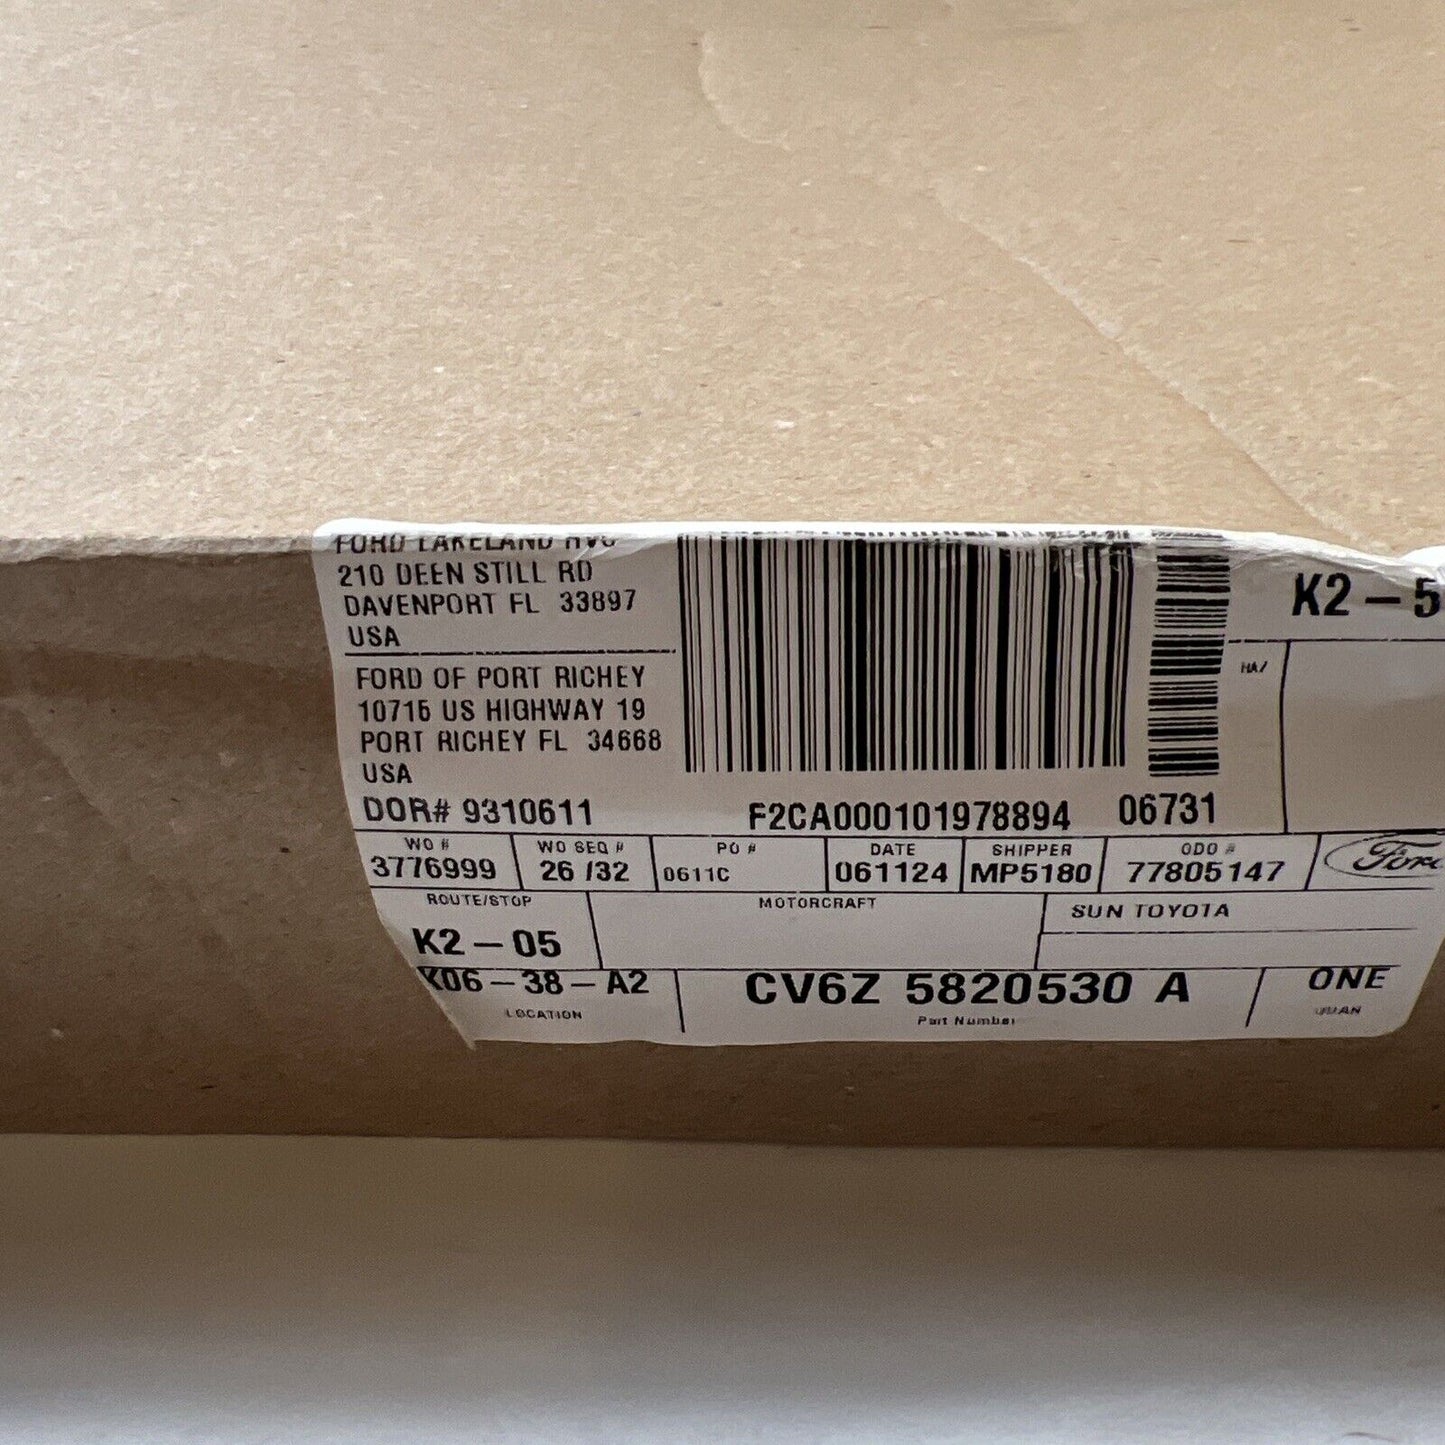 FORD LAKELAND HVC
210 DEEN STILL RD
DAVENPORT FL 33897
USA
FORD OF PORT RICHEY
10715 US HIGHWAY 19
PORT RICHEY FL 34668
USA
DOR# 9310611
F2CA000101978894 06731
K2-5
HAZ
WO # WO SEQ # PO # DATE SHIPPER ODO #
3776999 26 /32 0611C 061124 MP5180 77805147
Ford
ROUTE/STOP MOTORCRAFT SUN TOYOTA
K2-05
K06-38-A2 CV6Z 5820530 A ONE
LOCATION Part Number QUAN